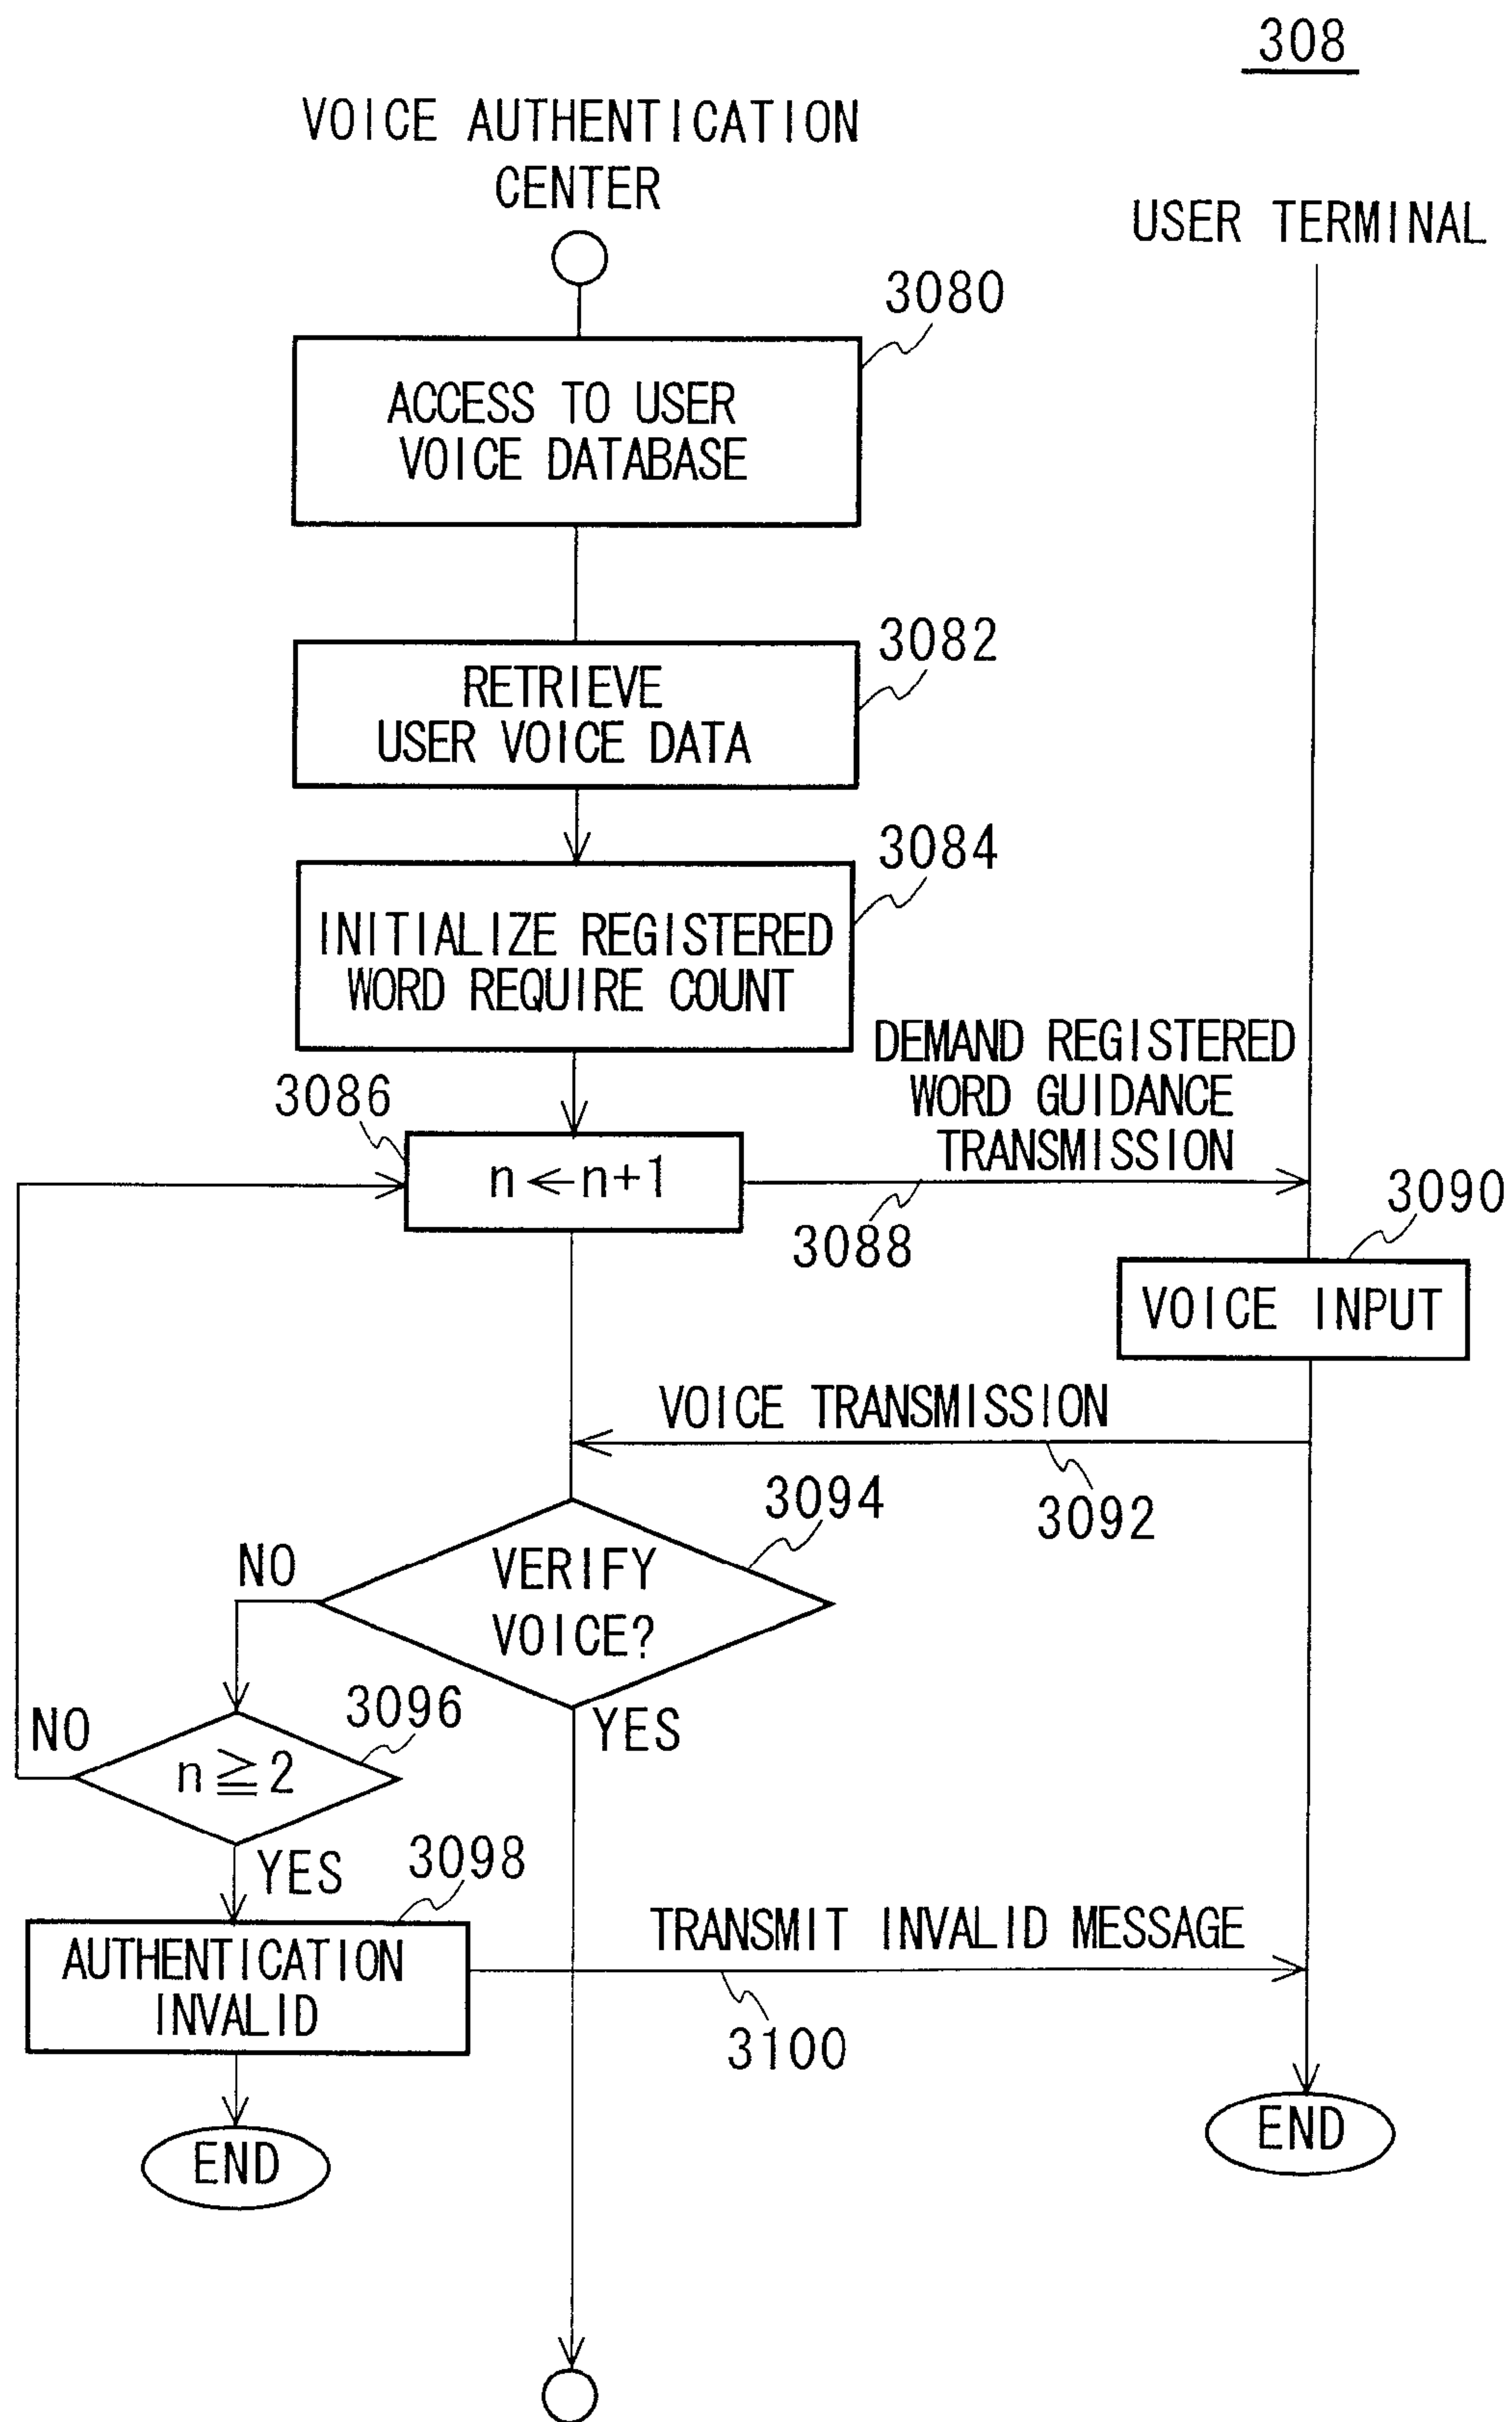 308
VOICE AUTHENTICATION
CENTER
USER TERMINAL
3080
ACCESS TO USER
VOICE DATABASE
3082
RETRIEVE
USER VOICE DATA
3084
INITIALIZE REGISTERED
WORD REQUIRE COUNT
DEMAND REGISTERED
WORD GUIDANCE
TRANSMISSION
3086
n←n+1
3088
3090
VOICE INPUT
VOICE TRANSMISSION
3092
3094
VERIFY
VOICE?
NO
YES
3096
NO
n≧2
YES
3098
AUTHENTICATION
INVALID
TRANSMIT INVALID MESSAGE
3100
END
END